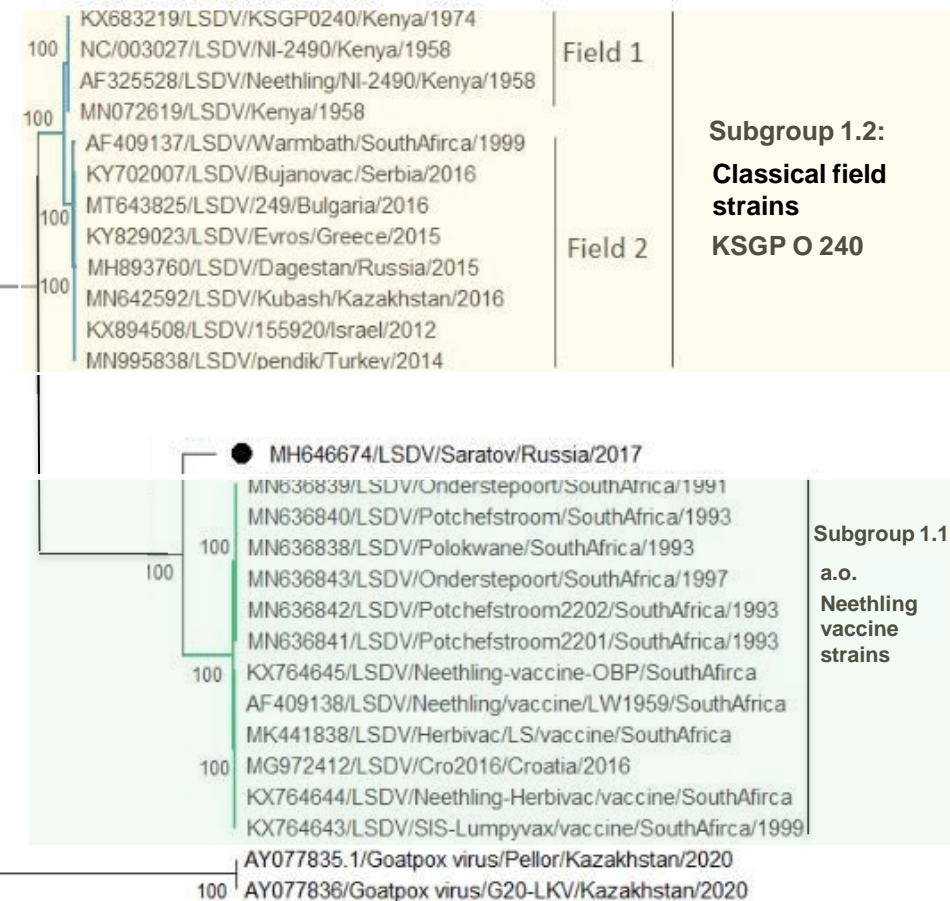 KX683219/LSDV/KSGP0240/Kenya/1974
100 NC/003027/LSDV/NI-2490/Kenya/1958
Field 1
AF325528/LSDV/Neethling/NI-2490/Kenya/1958
100 MN072619/LSDV/Kenya/1958
AF409137/LSDV/Warmbath/SouthAfirca/1999
Subgroup 1.2:
KY702007/LSDV/Bujanovac/Serbia/2016
Classical field
100 MT643825/LSDV/249/Bulgaria/2016
strains
KY829023/LSDV/Evros/Greece/2015
Field 2
KSGP O 240
MH893760/LSDV/Dagestan/Russia/2015
100 MN642592/LSDV/Kubash/Kazakhstan/2016
KX894508/LSDV/155920/Israel/2012
MN995838/LSDV/pendik/Turkey/2014
MH646674/LSDV/Saratov/Russia/2017
MN636839/LSDV/Onderstepoort/SouthAfrica/1991
MN636840/LSDV/Potchefstroom/SouthAfrica/1993
Subgroup 1.1
100 MN636838/LSDV/Polokwane/SouthAfrica/1993
100 MN636843/LSDV/Onderstepoort/SouthAfrica/1997
a.o.
MN636842/LSDV/Potchefstroom2202/SouthAfrica/1993
Neethling
vaccine
MN636841/LSDV/Potchefstroom2201/SouthAfrica/1993
strains
100 KX764645/LSDV/Neethling-vaccine-OBP/SouthAfirca
AF409138/LSDV/Neethling/vaccine/LW1959/SouthAfrica
MK441838/LSDV/Herbivac/LS/vaccine/SouthAfrica
100 MG972412/LSDV/Cro2016/Croatia/2016
KX764644/LSDV/Neethling-Herbivac/vaccine/SouthAfirca
KX764643/LSDV/SIS-Lumpyvax/vaccine/SouthAfirca/1999
AY077835.1/Goatpox virus/Pellor/Kazakhstan/2020
100 AY077836/Goatpox virus/G20-LKV/Kazakhstan/2020